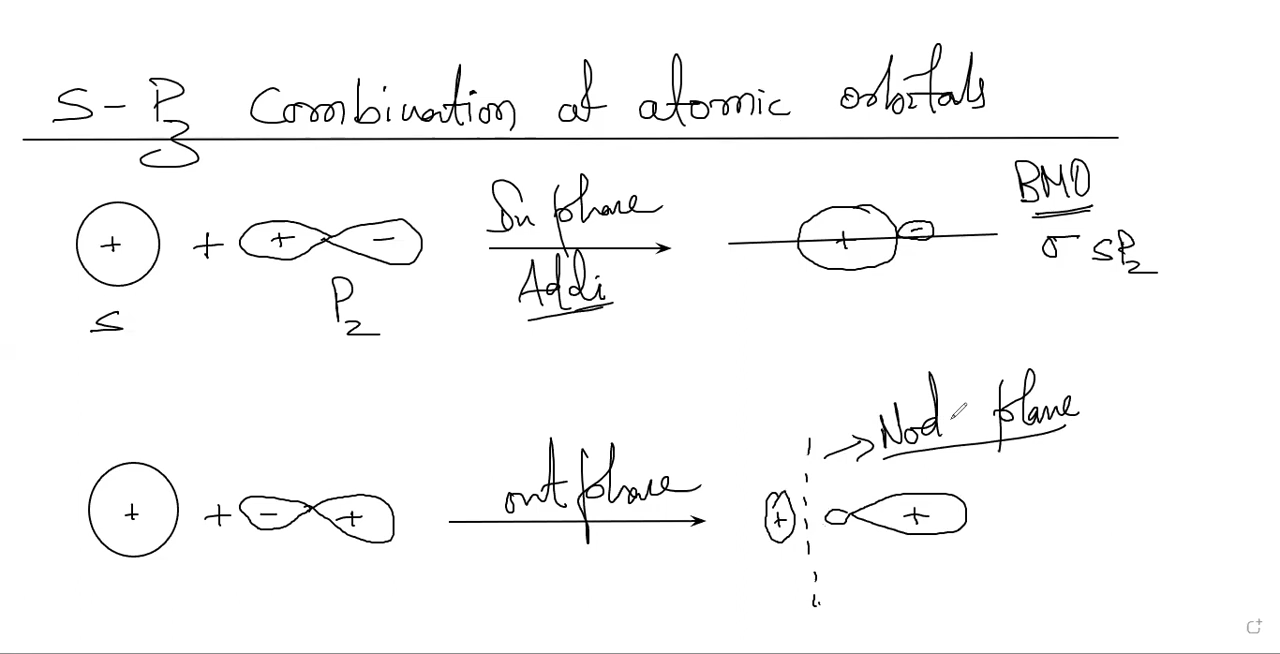 S - Pz Combination of atomic orbitals
+ + + - In phase + - BMO
S Pz Addi σ SPz
Nod plane
+ + - + out phase + +